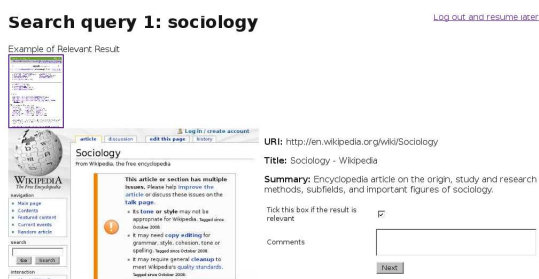 Search query 1: sociology
Log out and resume later
Example of Relevant Result
Log in / create account
article discussion edit this page history
Sociology
From Wikipedia, the free encyclopedia
WIKIPEDIA
The Free Encyclopedia
navigation
Main page
Contents
Featured content
Current events
Random article
search
Go Search
interaction
This article or section has multiple
issues. Please help improve the
article or discuss these issues on the
talk page.
Its tone or style may not be
appropriate for Wikipedia. Tagged since
October 2008.
It may need copy editing for
grammar, style, cohesion, tone or
spelling. Tagged since October 2008.
It may require general cleanup to
meet Wikipedia's quality standards.
Tagged since October 2008.
URI: http://en.wikipedia.org/wiki/Sociology
Title: Sociology - Wikipedia
Summary: Encyclopedia article on the origin, study and research
methods, subfields, and important figures of sociology.
Tick this box if the result is
relevant
Comments
Next